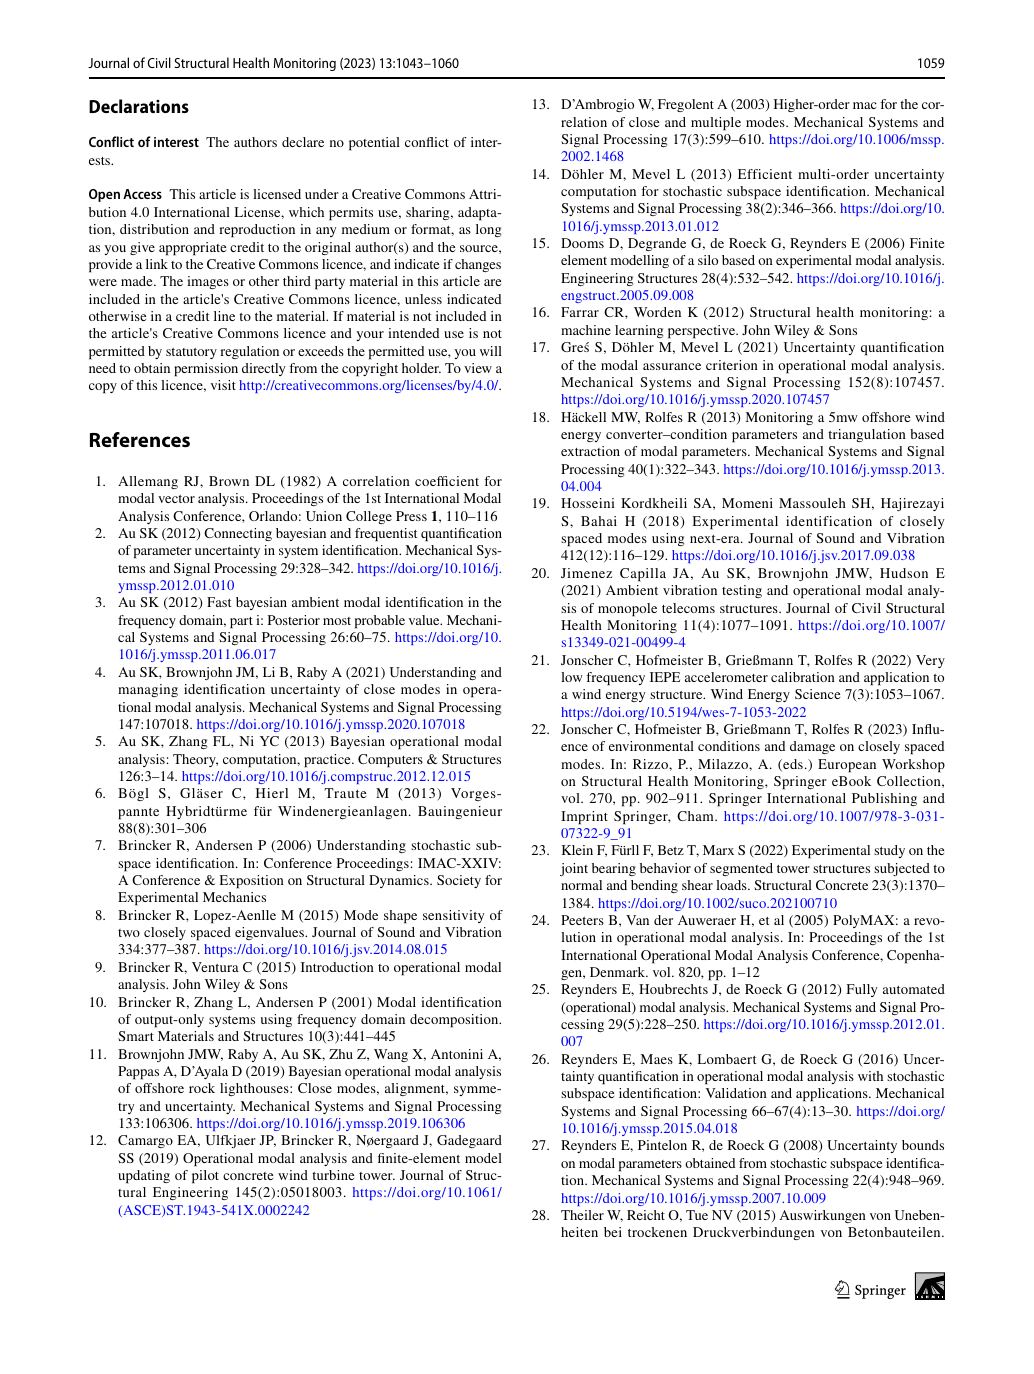 Journal of Civil Structural Health Monitoring (2023) 13:1043–1060
1059
Declarations
Conflict of interest The authors declare no potential conflict of inter-
ests.
Open Access This article is licensed under a Creative Commons Attri-
bution 4.0 International License, which permits use, sharing, adapta-
tion, distribution and reproduction in any medium or format, as long
as you give appropriate credit to the original author(s) and the source,
provide a link to the Creative Commons licence, and indicate if changes
were made. The images or other third party material in this article are
included in the article's Creative Commons licence, unless indicated
otherwise in a credit line to the material. If material is not included in
the article's Creative Commons licence and your intended use is not
permitted by statutory regulation or exceeds the permitted use, you will
need to obtain permission directly from the copyright holder. To view a
copy of this licence, visit http://creativecommons.org/licenses/by/4.0/.
References
1. Allemang RJ, Brown DL (1982) A correlation coefficient for
modal vector analysis. Proceedings of the 1st International Modal
Analysis Conference, Orlando: Union College Press 1, 110–116
2. Au SK (2012) Connecting bayesian and frequentist quantification
of parameter uncertainty in system identification. Mechanical Sys-
tems and Signal Processing 29:328–342. https://doi.org/10.1016/j.
ymssp.2012.01.010
3. Au SK (2012) Fast bayesian ambient modal identification in the
frequency domain, part i: Posterior most probable value. Mechani-
cal Systems and Signal Processing 26:60–75. https://doi.org/10.
1016/j.ymssp.2011.06.017
4. Au SK, Brownjohn JM, Li B, Raby A (2021) Understanding and
managing identification uncertainty of close modes in opera-
tional modal analysis. Mechanical Systems and Signal Processing
147:107018. https://doi.org/10.1016/j.ymssp.2020.107018
5. Au SK, Zhang FL, Ni YC (2013) Bayesian operational modal
analysis: Theory, computation, practice. Computers & Structures
126:3–14. https://doi.org/10.1016/j.compstruc.2012.12.015
6. Bögl S, Gläser C, Hierl M, Traute M (2013) Vorges-
pannte Hybridtürme für Windenergieanlagen. Bauingenieur
88(8):301–306
7. Brincker R, Andersen P (2006) Understanding stochastic sub-
space identification. In: Conference Proceedings: IMAC-XXIV:
A Conference & Exposition on Structural Dynamics. Society for
Experimental Mechanics
8. Brincker R, Lopez-Aenlle M (2015) Mode shape sensitivity of
two closely spaced eigenvalues. Journal of Sound and Vibration
334:377–387. https://doi.org/10.1016/j.jsv.2014.08.015
9. Brincker R, Ventura C (2015) Introduction to operational modal
analysis. John Wiley & Sons
10. Brincker R, Zhang L, Andersen P (2001) Modal identification
of output-only systems using frequency domain decomposition.
Smart Materials and Structures 10(3):441–445
11. Brownjohn JMW, Raby A, Au SK, Zhu Z, Wang X, Antonini A,
Pappas A, D'Ayala D (2019) Bayesian operational modal analysis
of offshore rock lighthouses: Close modes, alignment, symme-
try and uncertainty. Mechanical Systems and Signal Processing
133:106306. https://doi.org/10.1016/j.ymssp.2019.106306
12. Camargo EA, Ulfkjaer JP, Brincker R, Nøergaard J, Gadegaard
SS (2019) Operational modal analysis and finite-element model
updating of pilot concrete wind turbine tower. Journal of Struc-
tural Engineering 145(2):05018003. https://doi.org/10.1061/
(ASCE)ST.1943-541X.0002242
13. D'Ambrogio W, Fregolent A (2003) Higher-order mac for the cor-
relation of close and multiple modes. Mechanical Systems and
Signal Processing 17(3):599–610. https://doi.org/10.1006/mssp.
2002.1468
14. Döhler M, Mevel L (2013) Efficient multi-order uncertainty
computation for stochastic subspace identification. Mechanical
Systems and Signal Processing 38(2):346–366. https://doi.org/10.
1016/j.ymssp.2013.01.012
15. Dooms D, Degrande G, de Roeck G, Reynders E (2006) Finite
element modelling of a silo based on experimental modal analysis.
Engineering Structures 28(4):532–542. https://doi.org/10.1016/j.
engstruct.2005.09.008
16. Farrar CR, Worden K (2012) Structural health monitoring: a
machine learning perspective. John Wiley & Sons
17. Greś S, Döhler M, Mevel L (2021) Uncertainty quantification
of the modal assurance criterion in operational modal analysis.
Mechanical Systems and Signal Processing 152(8):107457.
https://doi.org/10.1016/j.ymssp.2020.107457
18. Häckell MW, Rolfes R (2013) Monitoring a 5mw offshore wind
energy converter–condition parameters and triangulation based
extraction of modal parameters. Mechanical Systems and Signal
Processing 40(1):322–343. https://doi.org/10.1016/j.ymssp.2013.
04.004
19. Hosseini Kordkheili SA, Momeni Massouleh SH, Hajirezayi
S, Bahai H (2018) Experimental identification of closely
spaced modes using next-era. Journal of Sound and Vibration
412(12):116–129. https://doi.org/10.1016/j.jsv.2017.09.038
20. Jimenez Capilla JA, Au SK, Brownjohn JMW, Hudson E
(2021) Ambient vibration testing and operational modal analy-
sis of monopole telecoms structures. Journal of Civil Structural
Health Monitoring 11(4):1077–1091. https://doi.org/10.1007/
s13349-021-00499-4
21. Jonscher C, Hofmeister B, Grießmann T, Rolfes R (2022) Very
low frequency IEPE accelerometer calibration and application to
a wind energy structure. Wind Energy Science 7(3):1053–1067.
https://doi.org/10.5194/wes-7-1053-2022
22. Jonscher C, Hofmeister B, Grießmann T, Rolfes R (2023) Influ-
ence of environmental conditions and damage on closely spaced
modes. In: Rizzo, P., Milazzo, A. (eds.) European Workshop
on Structural Health Monitoring, Springer eBook Collection,
vol. 270, pp. 902–911. Springer International Publishing and
Imprint Springer, Cham. https://doi.org/10.1007/978-3-031-
07322-9_91
23. Klein F, Fürll F, Betz T, Marx S (2022) Experimental study on the
joint bearing behavior of segmented tower structures subjected to
normal and bending shear loads. Structural Concrete 23(3):1370–
1384. https://doi.org/10.1002/suco.202100710
24. Peeters B, Van der Auweraer H, et al (2005) PolyMAX: a revo-
lution in operational modal analysis. In: Proceedings of the 1st
International Operational Modal Analysis Conference, Copenha-
gen, Denmark. vol. 820, pp. 1–12
25. Reynders E, Houbrechts J, de Roeck G (2012) Fully automated
(operational) modal analysis. Mechanical Systems and Signal Pro-
cessing 29(5):228–250. https://doi.org/10.1016/j.ymssp.2012.01.
007
26. Reynders E, Maes K, Lombaert G, de Roeck G (2016) Uncer-
tainty quantification in operational modal analysis with stochastic
subspace identification: Validation and applications. Mechanical
Systems and Signal Processing 66–67(4):13–30. https://doi.org/
10.1016/j.ymssp.2015.04.018
27. Reynders E, Pintelon R, de Roeck G (2008) Uncertainty bounds
on modal parameters obtained from stochastic subspace identifica-
tion. Mechanical Systems and Signal Processing 22(4):948–969.
https://doi.org/10.1016/j.ymssp.2007.10.009
28. Theiler W, Reicht O, Tue NV (2015) Auswirkungen von Uneben-
heiten bei trockenen Druckverbindungen von Betonbauteilen.
Springer